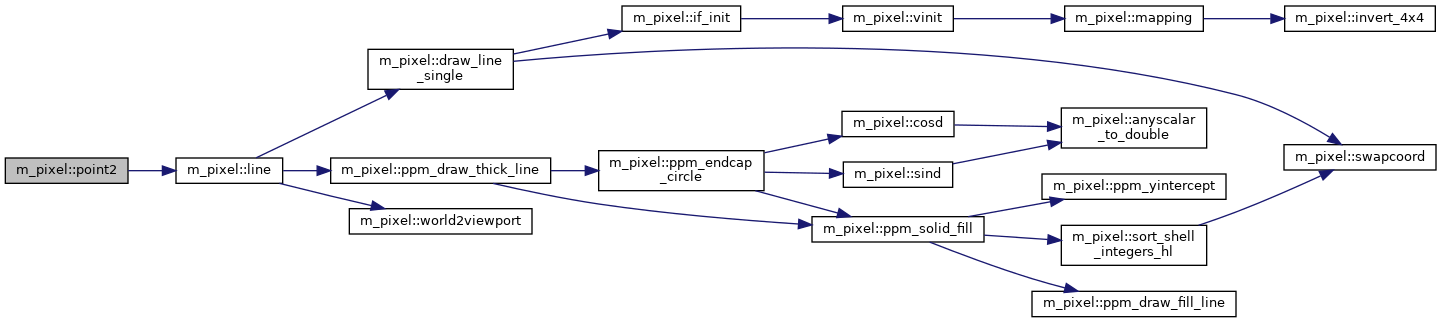 m_pixel::point2
m_pixel::line
m_pixel::draw_line
_single
m_pixel::ppm_draw_thick_line
m_pixel::world2viewport
m_pixel::if_init
m_pixel::vinit
m_pixel::mapping
m_pixel::invert_4x4
m_pixel::ppm_endcap
_circle
m_pixel::cosd
m_pixel::sind
m_pixel::anyscalar
_to_double
m_pixel::swapcoord
m_pixel::ppm_solid_fill
m_pixel::ppm_yintercept
m_pixel::sort_shell
_integers_hl
m_pixel::ppm_draw_fill_line